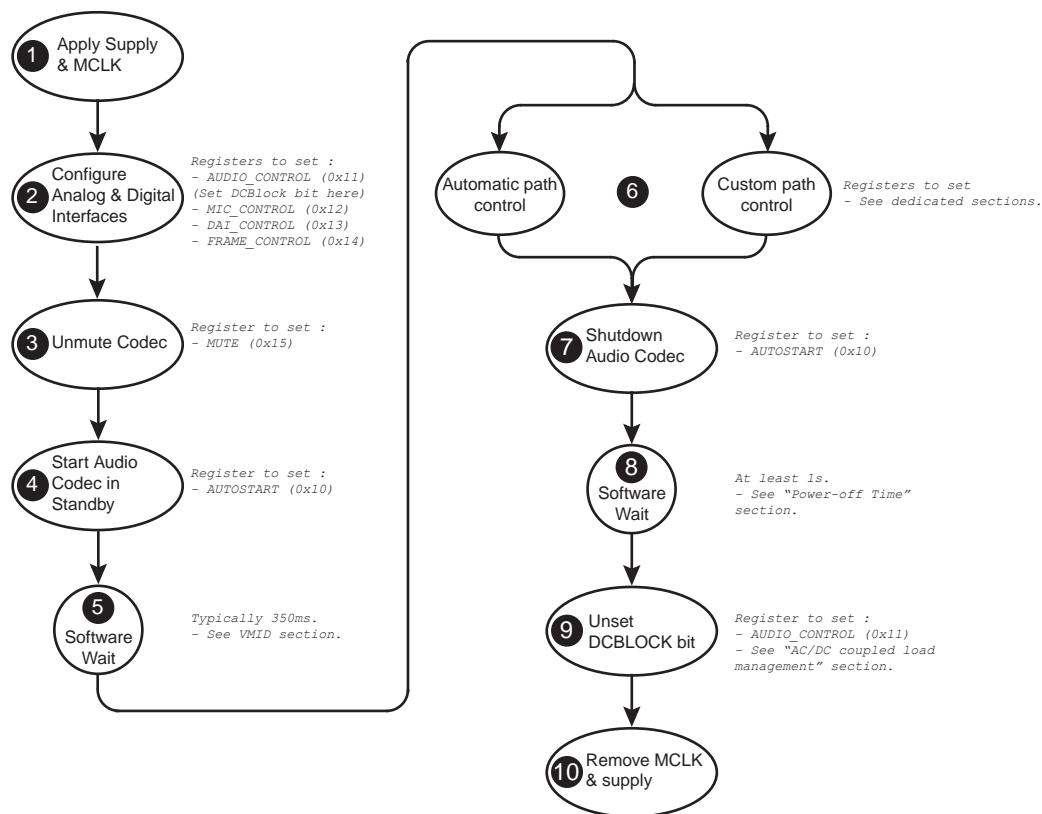 1 Apply Supply
& MCLK
2 Configure
Analog & Digital
Interfaces
Registers to set :
- AUDIO_CONTROL (0x11)
(Set DCBlock bit here)
- MIC_CONTROL (0x12)
- DAI_CONTROL (0x13)
- FRAME_CONTROL (0x14)
3 Unmute Codec
Register to set :
- MUTE (0x15)
4 Start Audio
Codec in
Standby
Register to set :
- AUTOSTART (0x10)
5
Software
Wait
Typically 350ms.
- See VMID section.
Automatic path
control
6
Custom path
control
Registers to set
- See dedicated sections.
7 Shutdown
Audio Codec
Register to set :
- AUTOSTART (0x10)
8
Software
Wait
At least 1s.
- See "Power-off Time"
section.
9 Unset
DCBLOCK bit
Register to set :
- AUDIO_CONTROL (0x11)
- See "AC/DC coupled load
management" section.
10 Remove MCLK
& supply